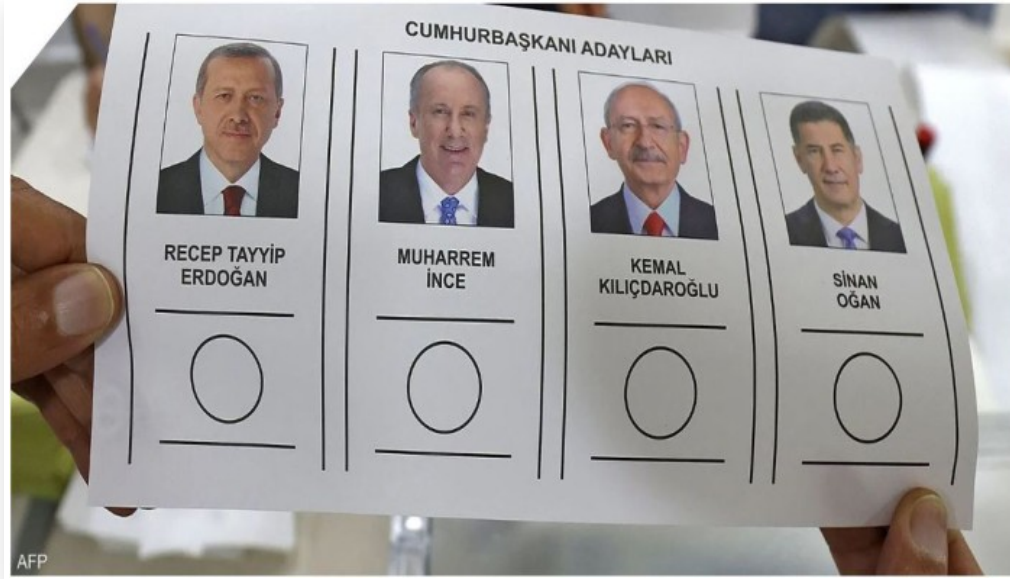 CUMHURBAŞKANI ADAYLARI
RECEP TAYYİP
ERDOĞAN
MUHARREM
İNCE
KEMAL
KILIÇDAROĞLU
SİNAN
OĞAN
AFP